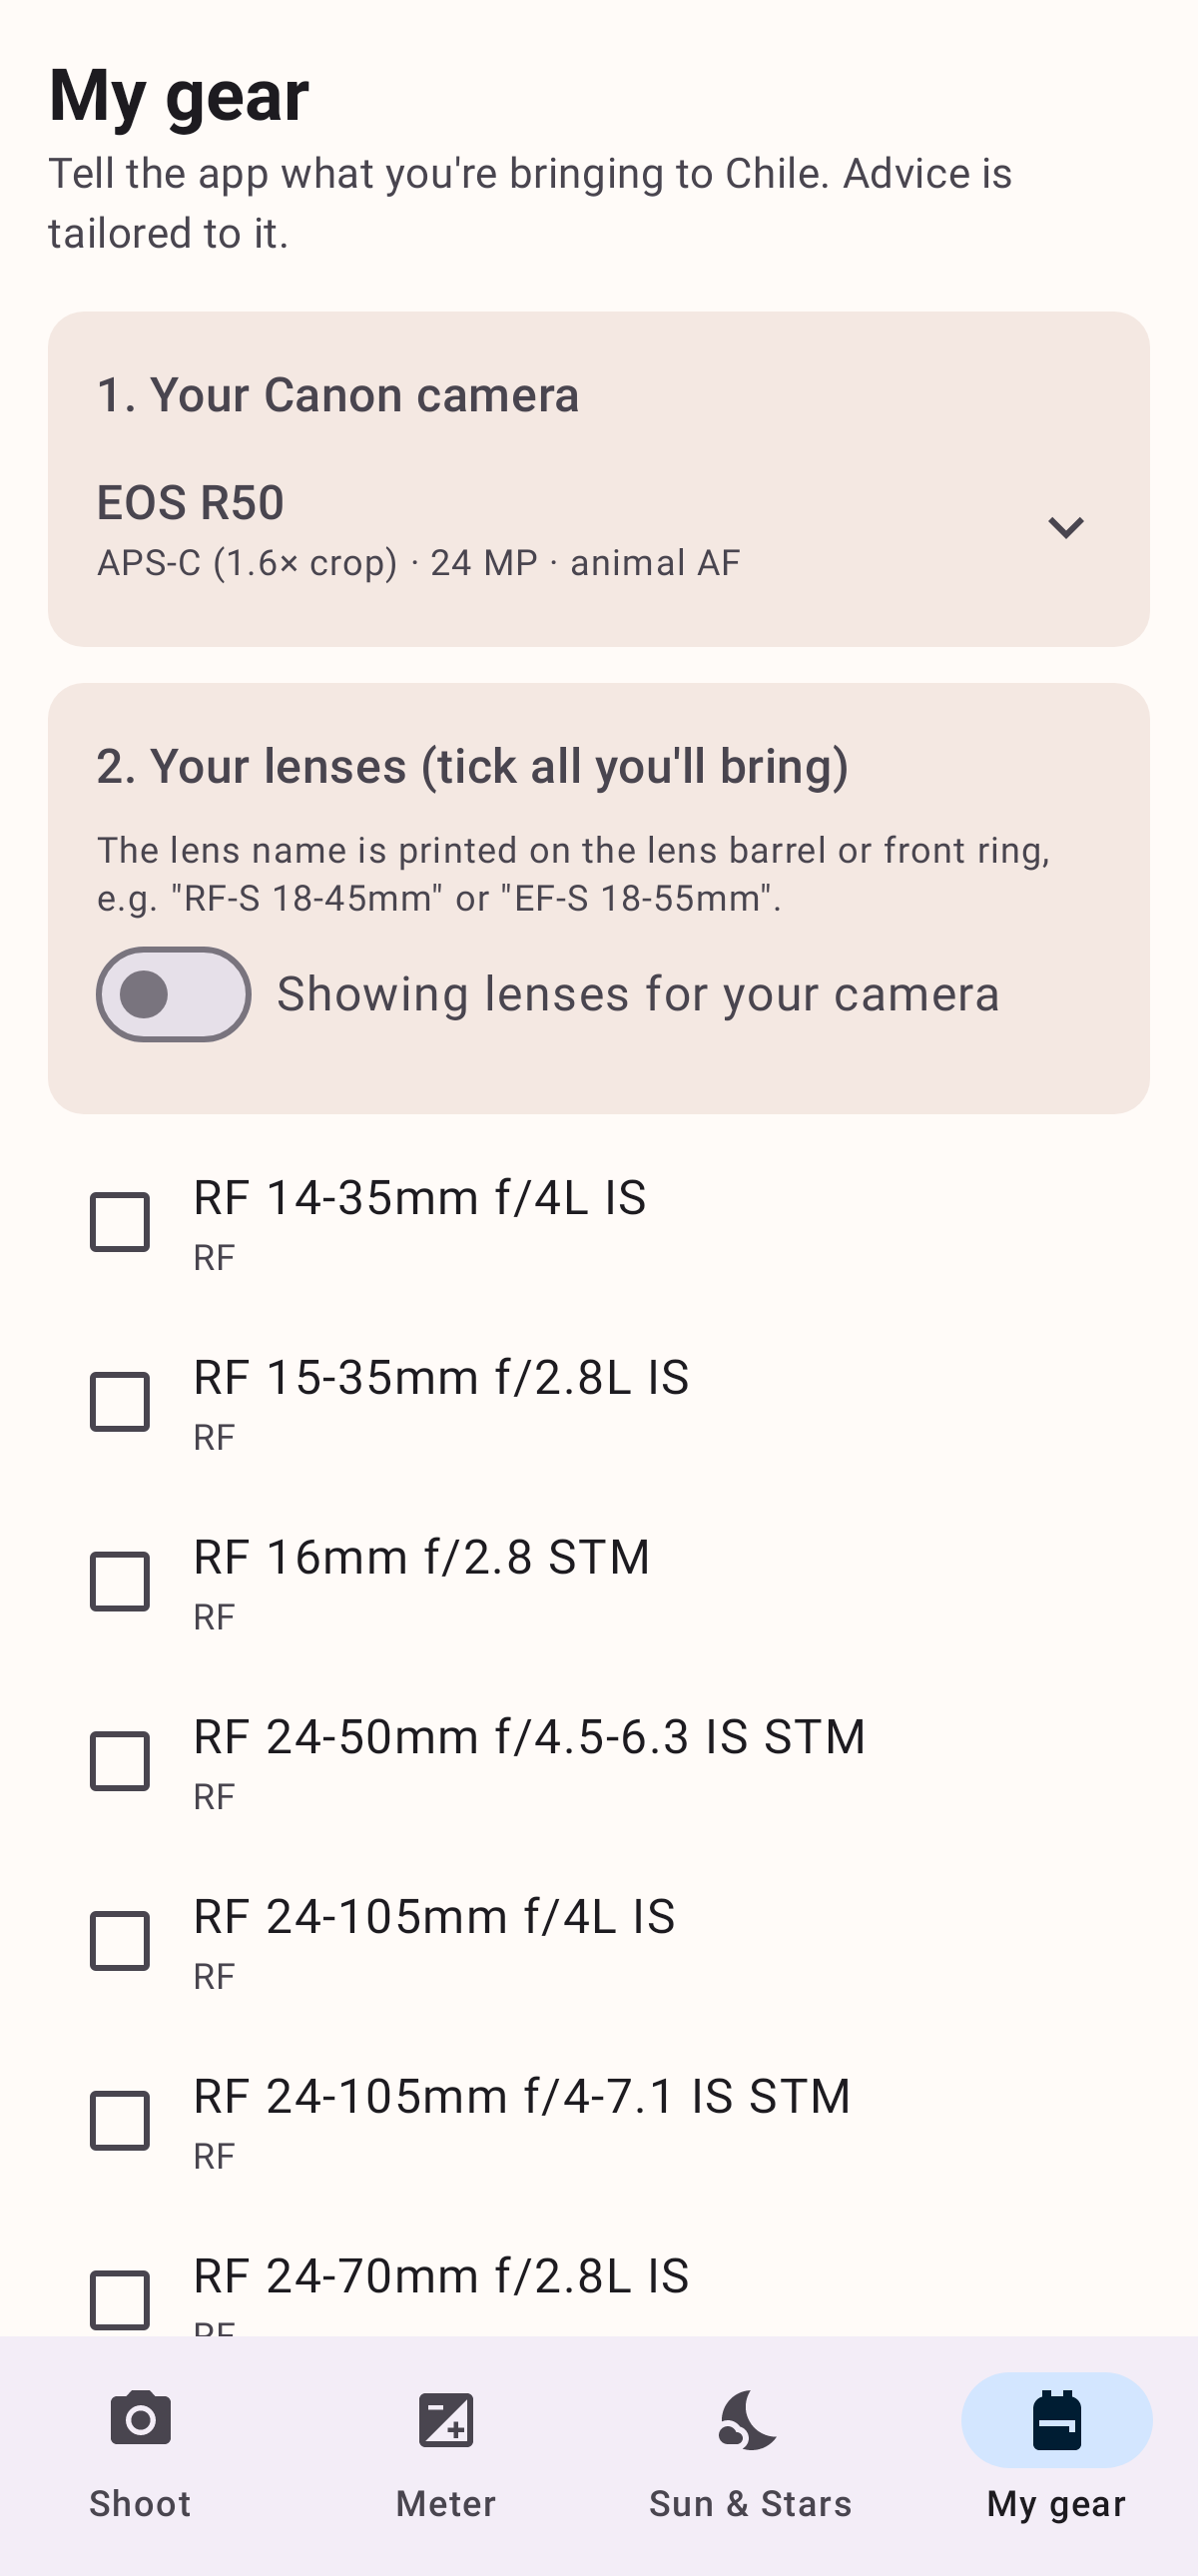 My gear
Tell the app what you're bringing to Chile. Advice is
tailored to it.
1. Your Canon camera
EOS R50
APS-C (1.6× crop) · 24 MP · animal AF
2. Your lenses (tick all you'll bring)
The lens name is printed on the lens barrel or front ring,
e.g. "RF-S 18-45mm" or "EF-S 18-55mm".
Showing lenses for your camera
RF 14-35mm f/4L IS
RF
RF 15-35mm f/2.8L IS
RF
RF 16mm f/2.8 STM
RF
RF 24-50mm f/4.5-6.3 IS STM
RF
RF 24-105mm f/4L IS
RF
RF 24-105mm f/4-7.1 IS STM
RF
RF 24-70mm f/2.8L IS
RF
Shoot
Meter
Sun & Stars
My gear